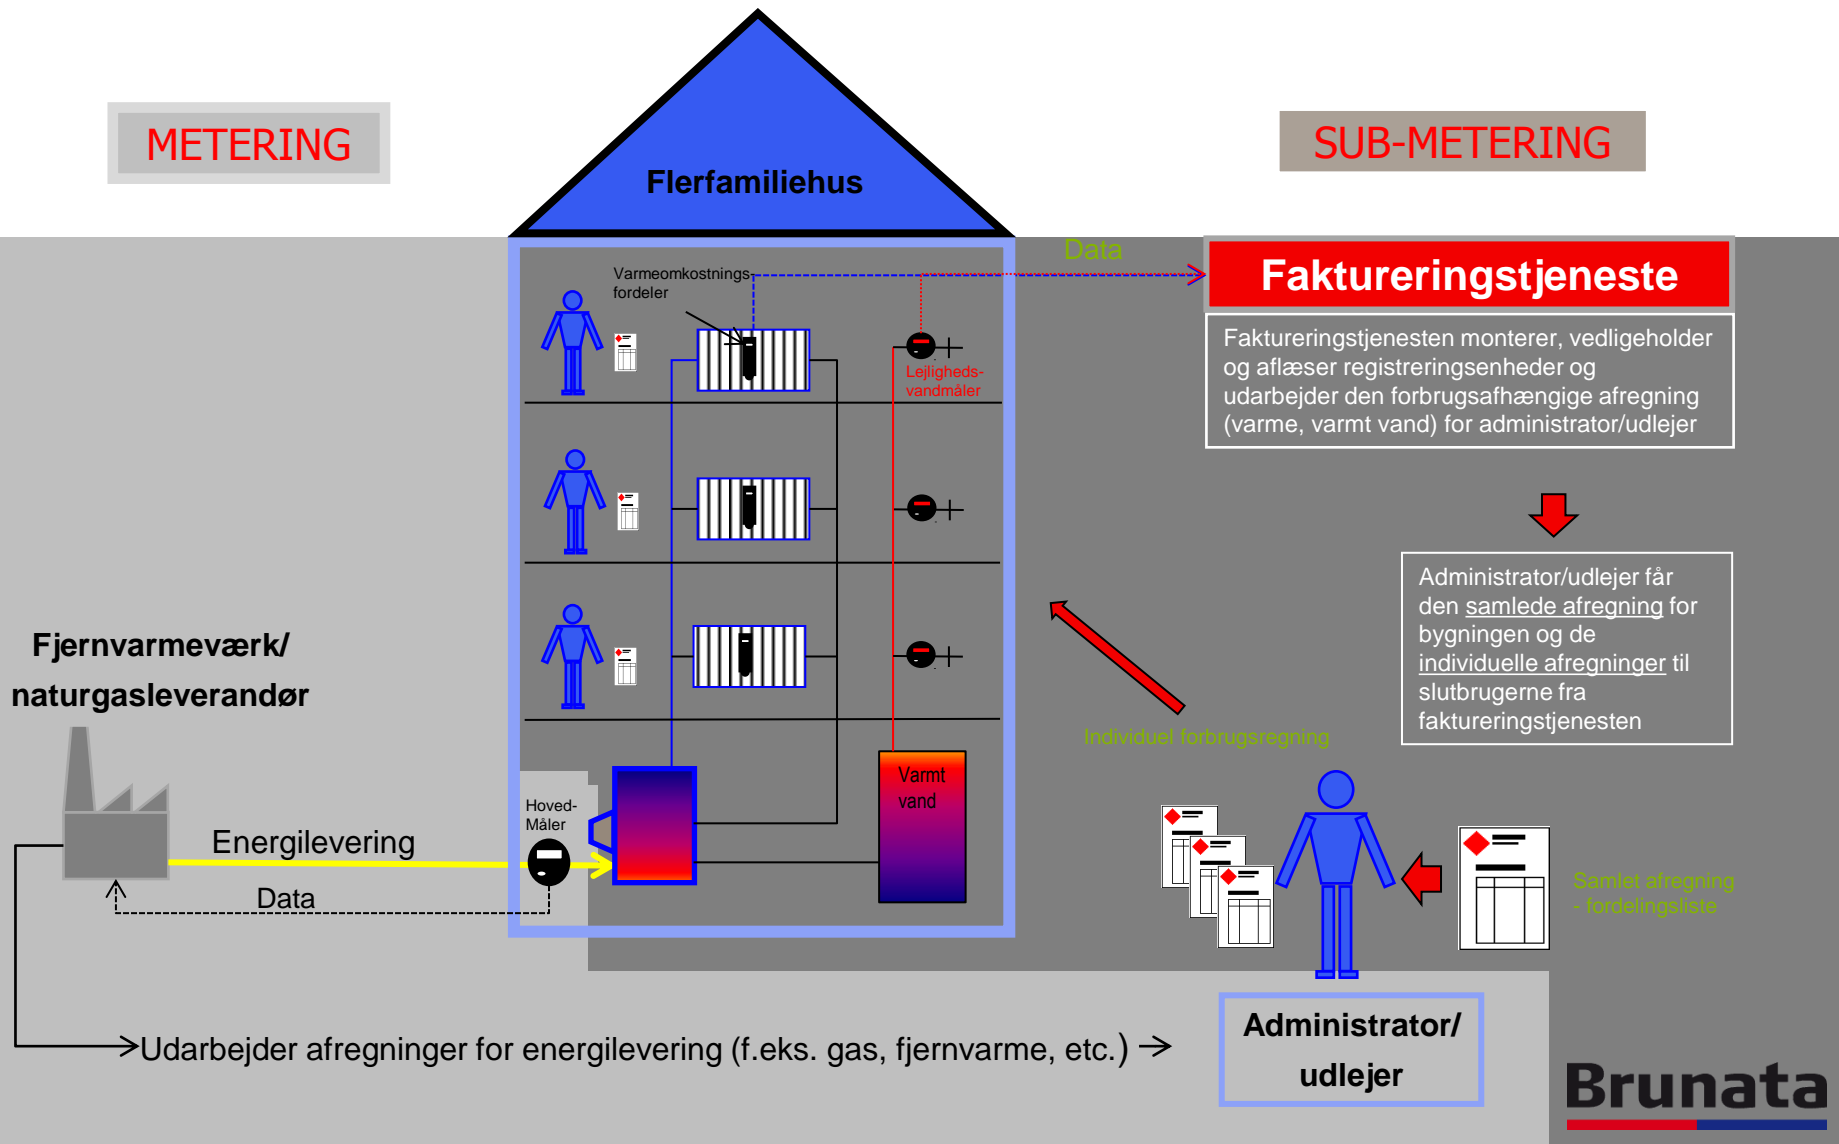 METERING
SUB-METERING
Flerfamiliehus
Data
Faktureringstjeneste
Varmeomkostnings-
fordeler
Faktureringstjenesten monterer, vedligeholder
og aflæser registreringsenheder og
udarbejder den forbrugsafhængige afregning
(varme, varmt vand) for administrator/udlejer
Lejligheds-
vandmåler
Administrator/udlejer får
den samlede afregning for
bygningen og de
individuelle afregninger til
slutbrugerne fra
faktureringstjenesten
Fjernvarmeværk/
naturgasleverandør
Individuel forbrugsregning
Varmt
vand
Hoved-
Måler
Energilevering
Data
Samlet afregning
- fordelingsliste
Udarbejder afregninger for energilevering (f.eks. gas, fjernvarme, etc.)
Administrator/
udlejer
Brunata